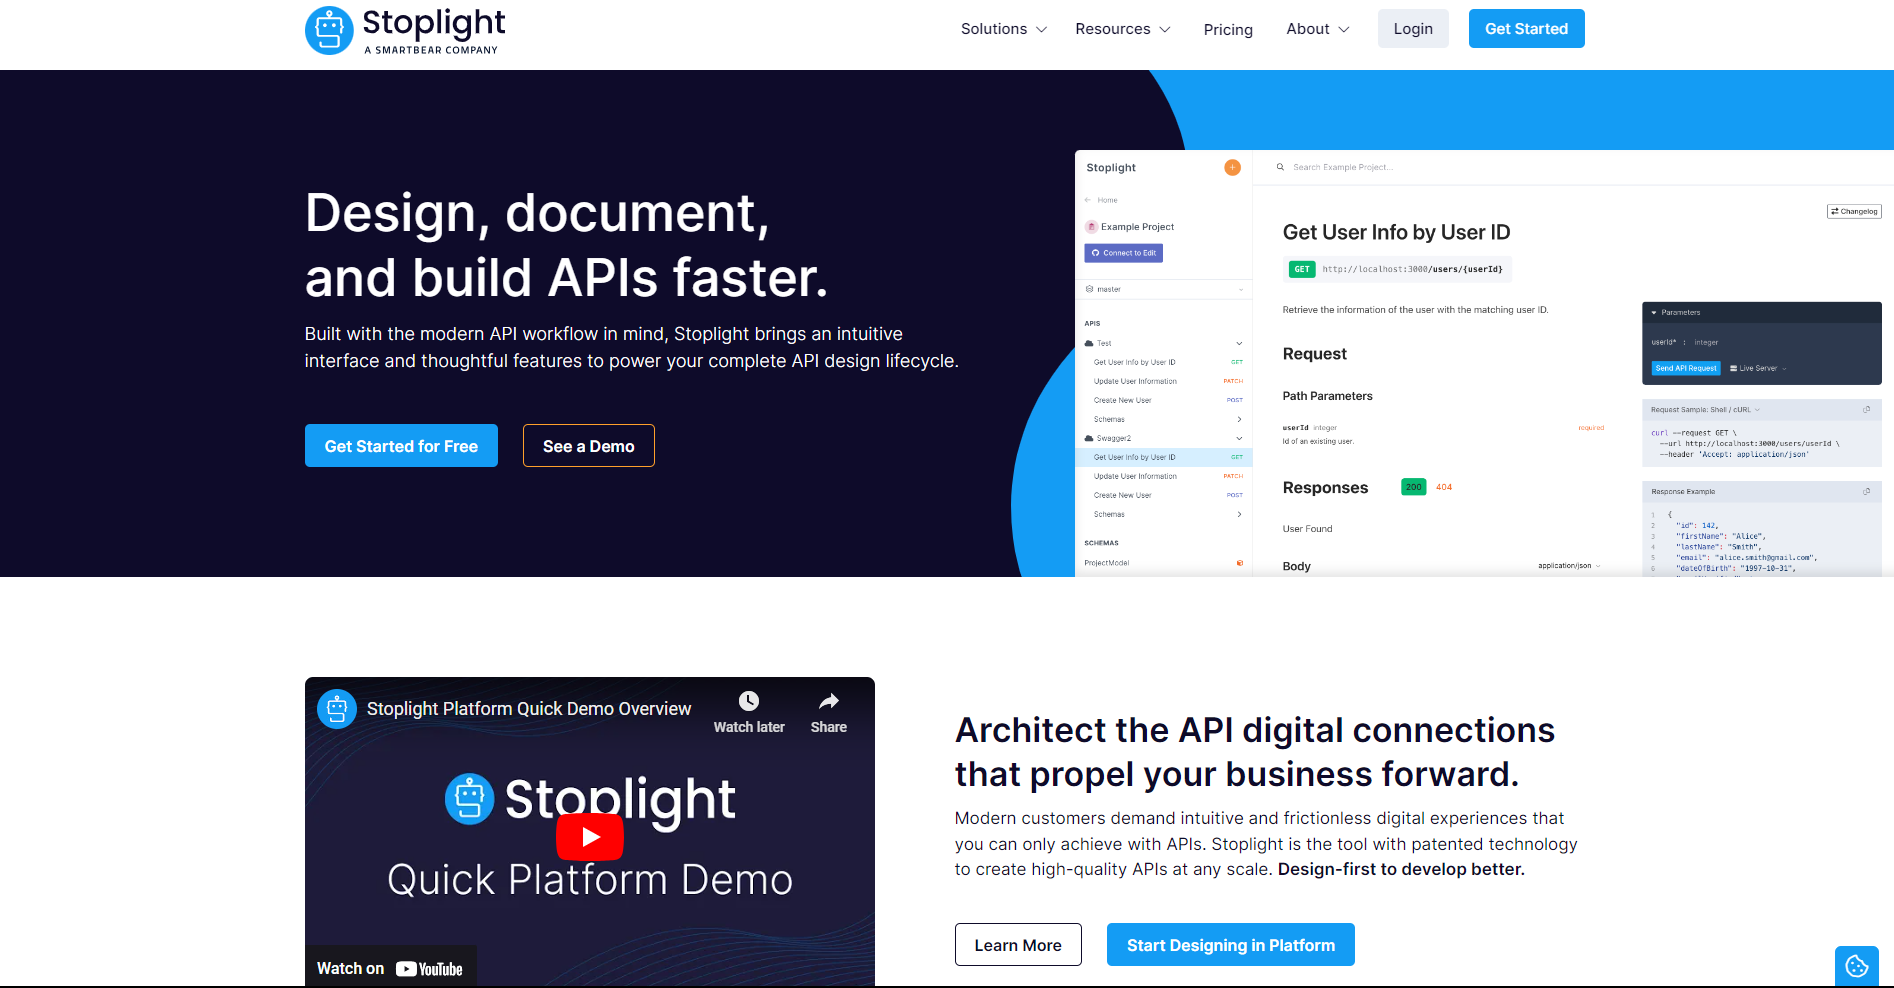 Stoplight
A SMARTBEAR COMPANY
Solutions
Resources
Pricing
About
Login
Get Started
Design, document,
and build APIs faster.
Built with the modern API workflow in mind, Stoplight brings an intuitive
interface and thoughtful features to power your complete API design lifecycle.
Get Started for Free
See a Demo
Stoplight
Home
Example Project
Connect to Edit
master
APIS
Test
Get User Info by User ID GET
Update User Information PATCH
Create New User POST
Schemas
Swagger2
Get User Info by User ID GET
Update User Information PATCH
Create New User POST
Schemas
SCHEMAS
ProjectModel
Search Example Project...
Changelog
Get User Info by User ID
GET http://localhost:3000/users/{userId}
Retrieve the information of the user with the matching user ID.
Request
Path Parameters
userId integer required
Id of an existing user.
Responses 200 404
User Found
Body application/json
Parameters
userId* : integer
Send API Request Live Server
Request Sample: Shell / cURL
curl --request GET \
--url http://localhost:3000/users/userId \
--header 'Accept: application/json'
Response Example
1 {
2 "id": 142,
3 "firstName": "Alice",
4 "lastName": "Smith",
5 "email": "alice.smith@gmail.com",
6 "dateOfBirth": "1997-10-31",
Stoplight Platform Quick Demo Overview
Watch later
Share
Stoplight
Quick Platform Demo
Watch on YouTube
Architect the API digital connections
that propel your business forward.
Modern customers demand intuitive and frictionless digital experiences that
you can only achieve with APIs. Stoplight is the tool with patented technology
to create high-quality APIs at any scale. Design-first to develop better.
Learn More
Start Designing in Platform